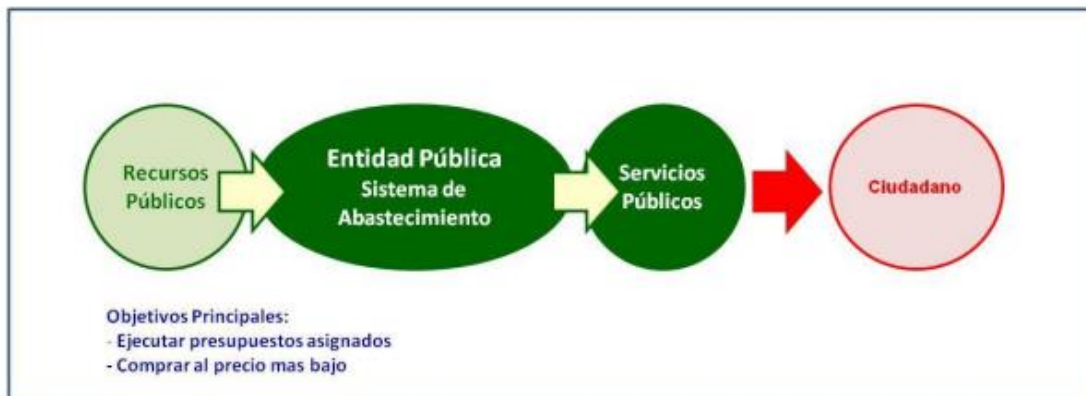 Recursos
Públicos
Entidad Pública
Sistema de
Abastecimiento
Servicios
Públicos
Ciudadano
Objetivos Principales:
- Ejecutar presupuestos asignados
- Comprar al precio mas bajo